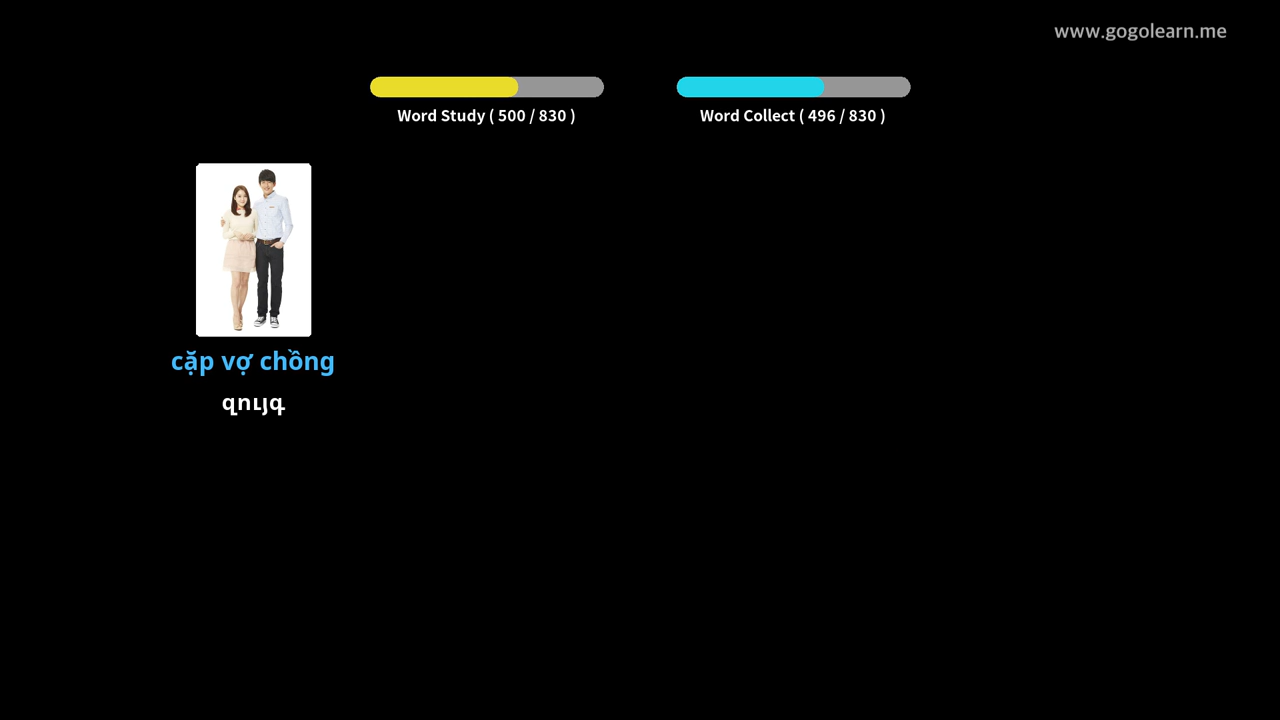 www.gogolearn.me
Word Study ( 500 / 830 )
Word Collect ( 496 / 830 )
cặp vợ chồng
զույգ